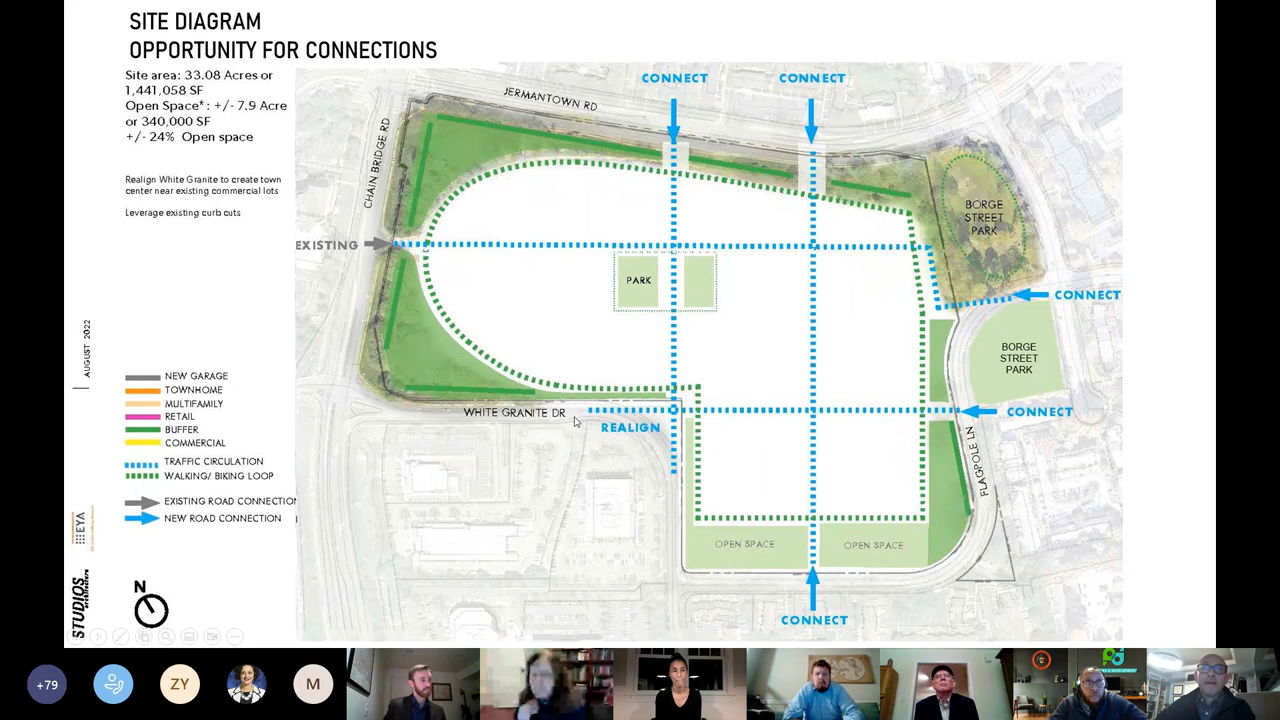 SITE DIAGRAM
OPPORTUNITY FOR CONNECTIONS
Site area: 33.08 Acres or
1,441,058 SF
Open Space*: +/- 7.9 Acre
or 340,000 SF
+/- 24% Open space
Realign White Granite to create town
center near existing commercial lots
Leverage existing curb cuts
CONNECT
CONNECT
JERMANTOWN RD
CHAIN BRIDGE RD
BORGE
STREET
PARK
EXISTING
PARK
CONNECT
BORGE
STREET
PARK
WHITE GRANITE DR
REALIGN
CONNECT
FLAGPOLE LN
OPEN SPACE
OPEN SPACE
CONNECT
AUGUST 2022
NEW GARAGE
TOWNHOME
MULTIFAMILY
RETAIL
BUFFER
COMMERCIAL
TRAFFIC CIRCULATION
WALKING/ BIKING LOOP
EXISTING ROAD CONNECTION
NEW ROAD CONNECTION
EYA
STUDIOS
architecture
N
+79
ZY
M